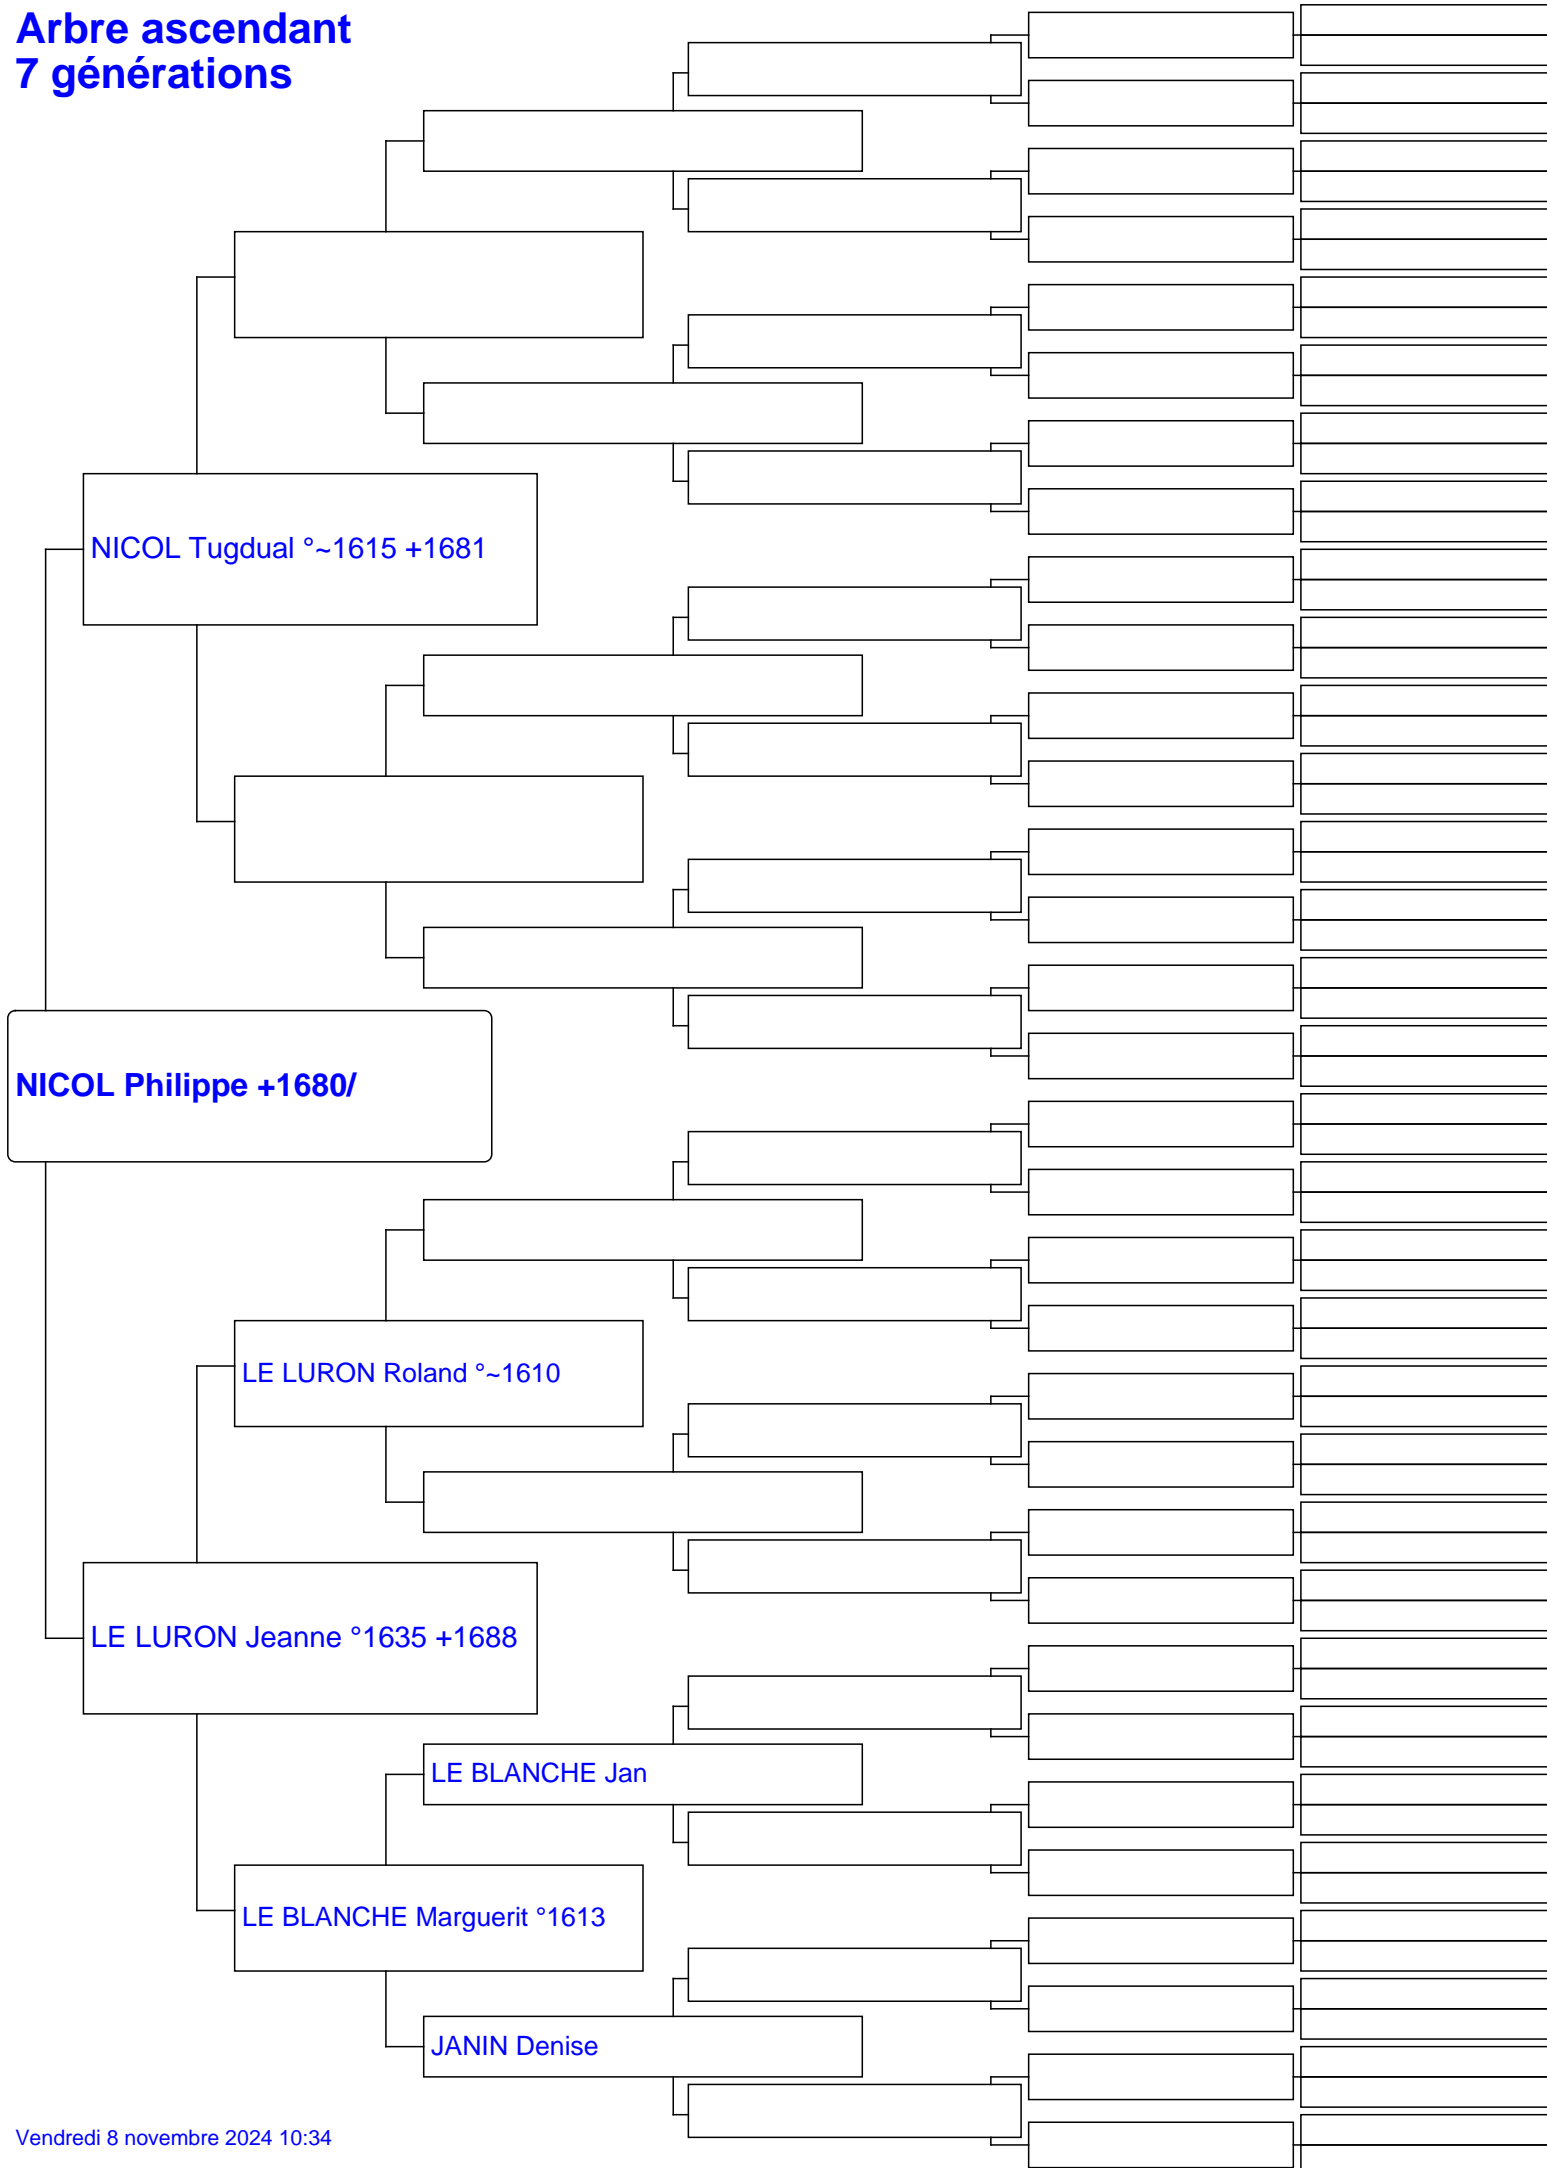 Arbre ascendant
7 générations
NICOL Tugdual °~1615 +1681
NICOL Philippe +1680/
LE LURON Roland °~1610
LE LURON Jeanne °1635 +1688
LE BLANCHE Jan
LE BLANCHE Marguerit °1613
JANIN Denise
Vendredi 8 novembre 2024 10:34